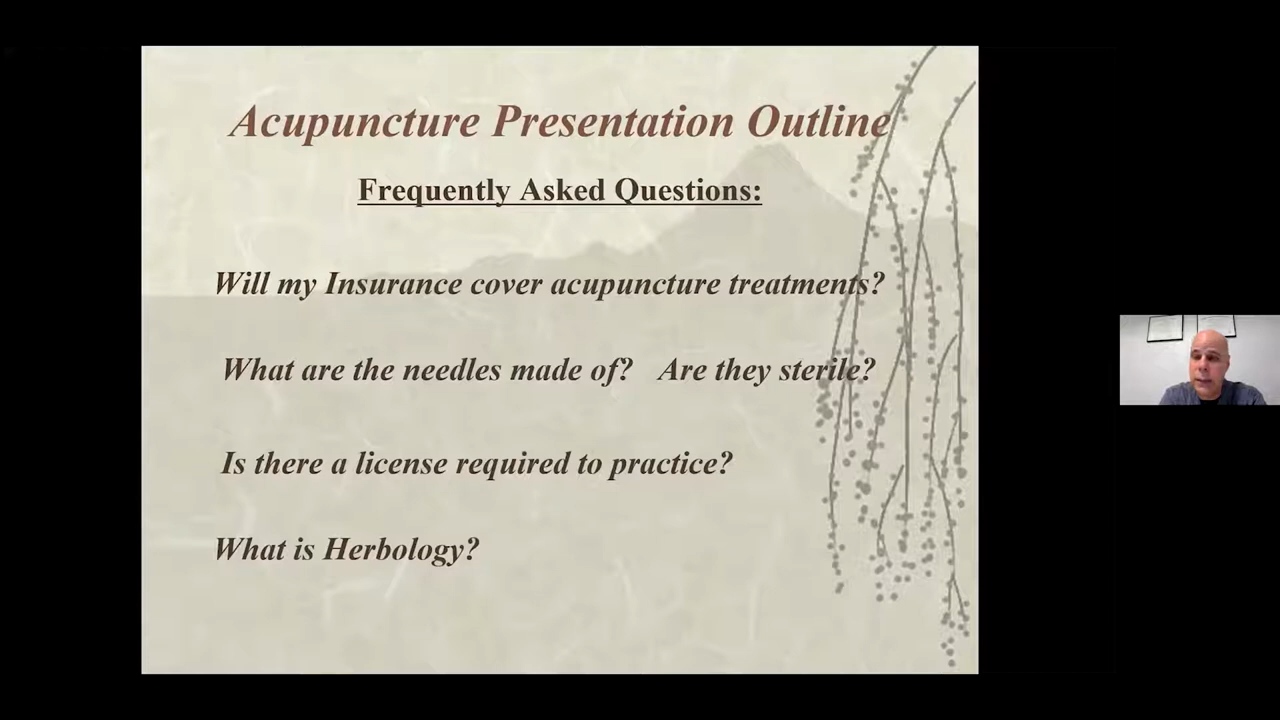 Acupuncture Presentation Outline
Frequently Asked Questions:
Will my Insurance cover acupuncture treatments?
What are the needles made of? Are they sterile?
Is there a license required to practice?
What is Herbology?